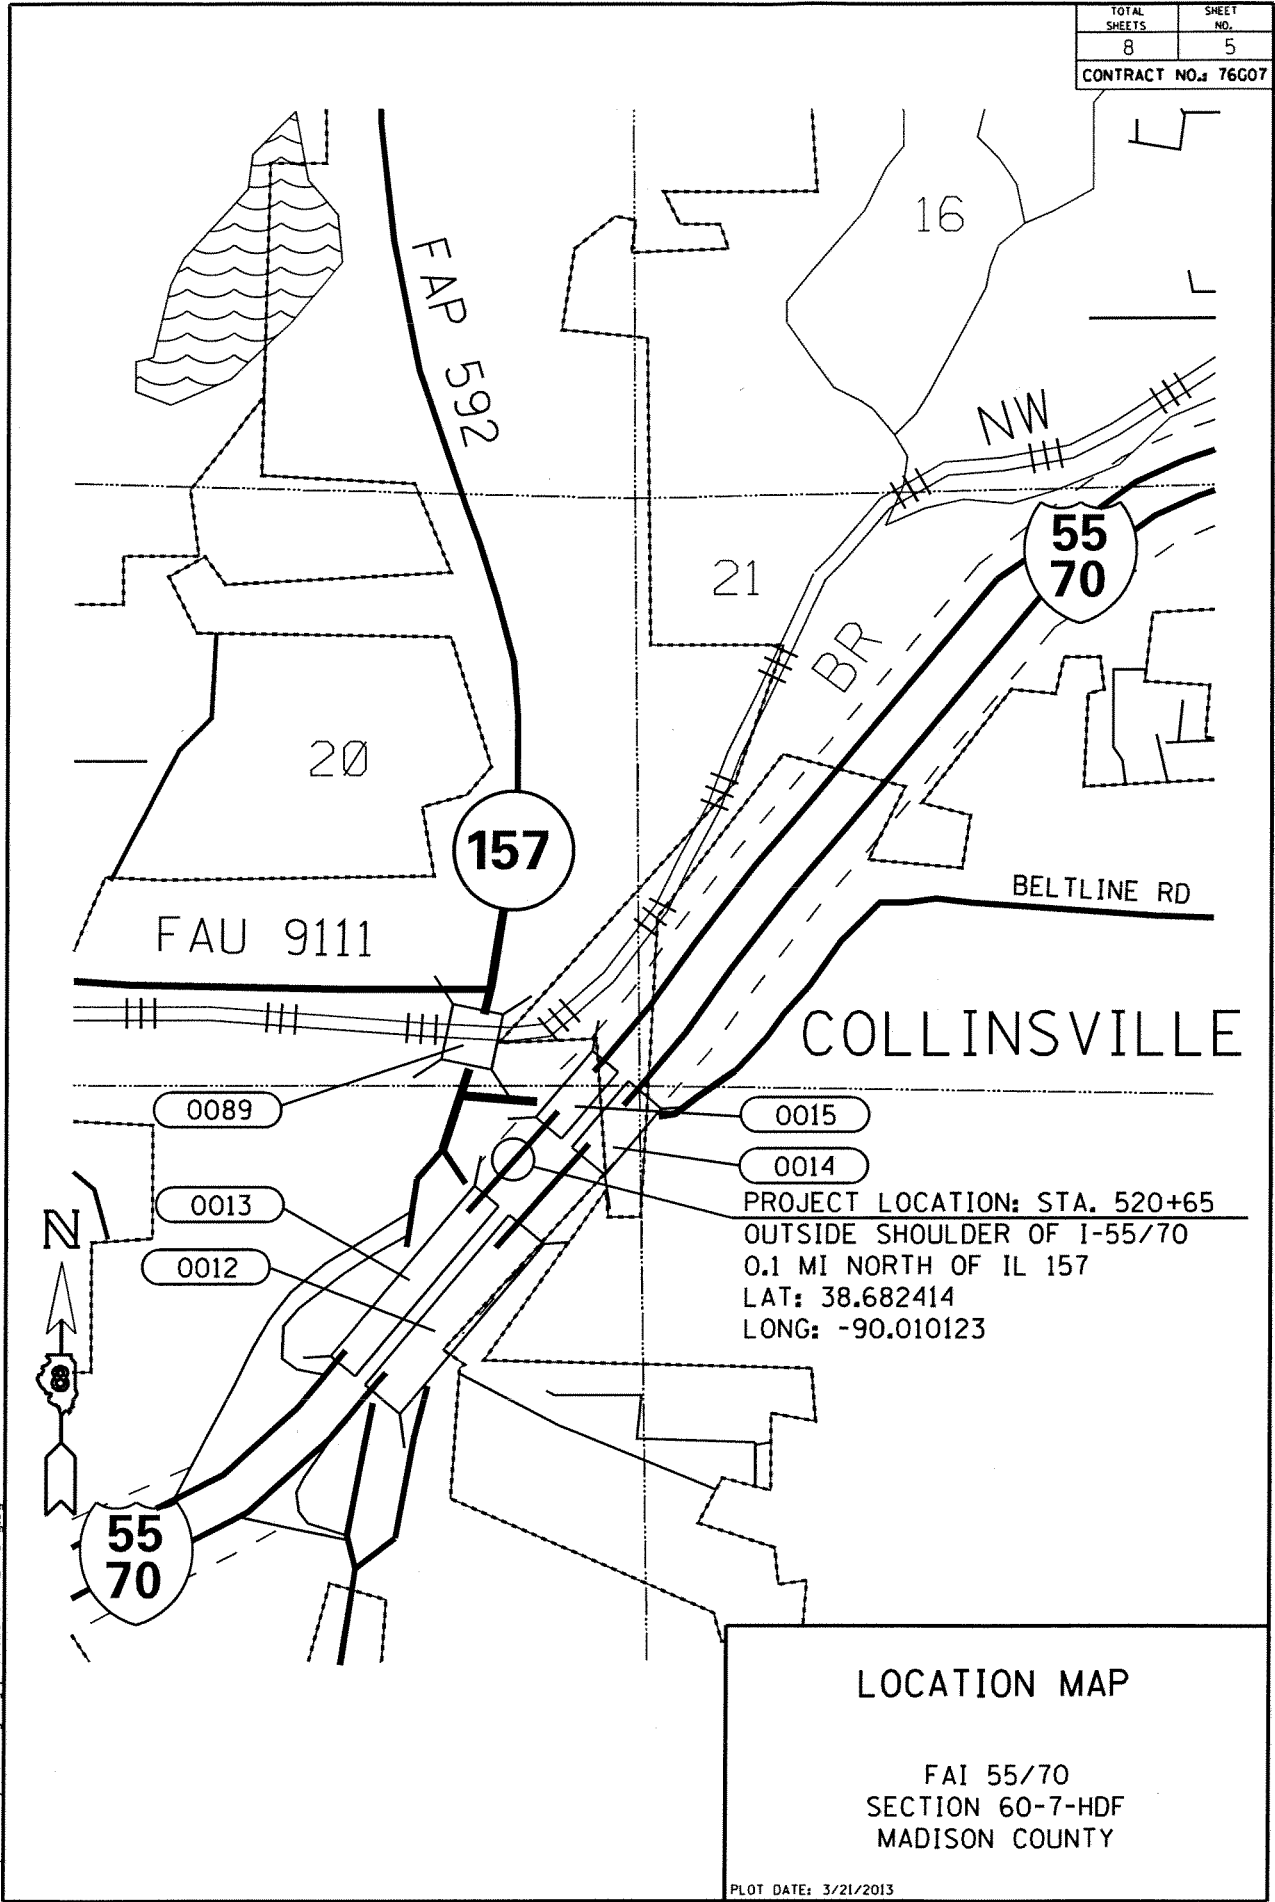 TOTAL SHEETS
SHEET NO.
8
5
CONTRACT NO.: 76G07
16
FAP 592
NW
55
70
21
BR
20
157
BELTLINE RD
FAU 9111
COLLINSVILLE
0089
0015
0014
0013
0012
PROJECT LOCATION: STA. 520+65
OUTSIDE SHOULDER OF I-55/70
0.1 MI NORTH OF IL 157
LAT: 38.682414
LONG: -90.010123
N
8
55
70
LOCATION MAP
FAI 55/70
SECTION 60-7-HDF
MADISON COUNTY
PLOT DATE: 3/21/2013